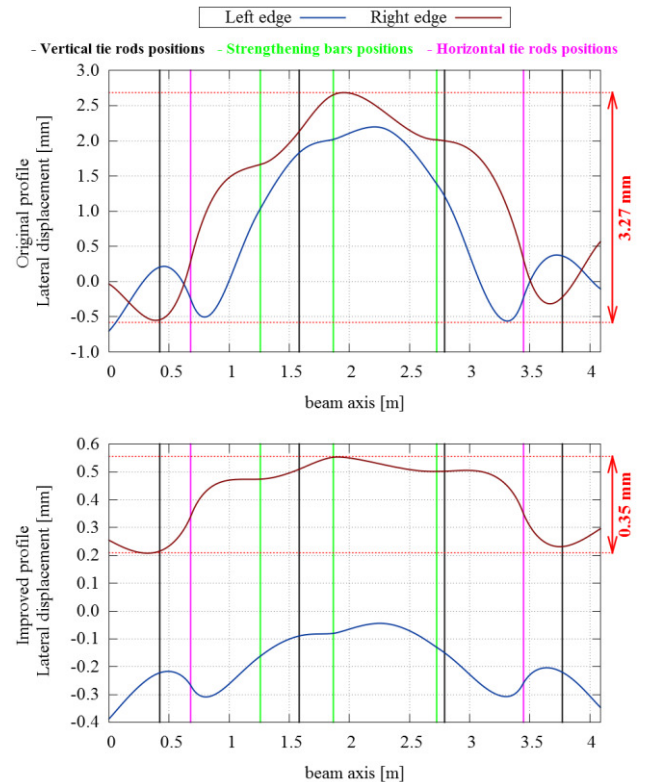 Left edge Right edge
- Vertical tie rods positions - Strengthening bars positions - Horizontal tie rods positions
Original profile
Lateral displacement [mm]
3.0
2.5
2.0
1.5
1.0
0.5
0.0
-0.5
-1.0
3.27 mm
0 0.5 1 1.5 2 2.5 3 3.5 4
beam axis [m]
Improved profile
Lateral displacement [mm]
0.6
0.5
0.4
0.3
0.2
0.1
0.0
-0.1
-0.2
-0.3
-0.4
0.35 mm
0 0.5 1 1.5 2 2.5 3 3.5 4
beam axis [m]